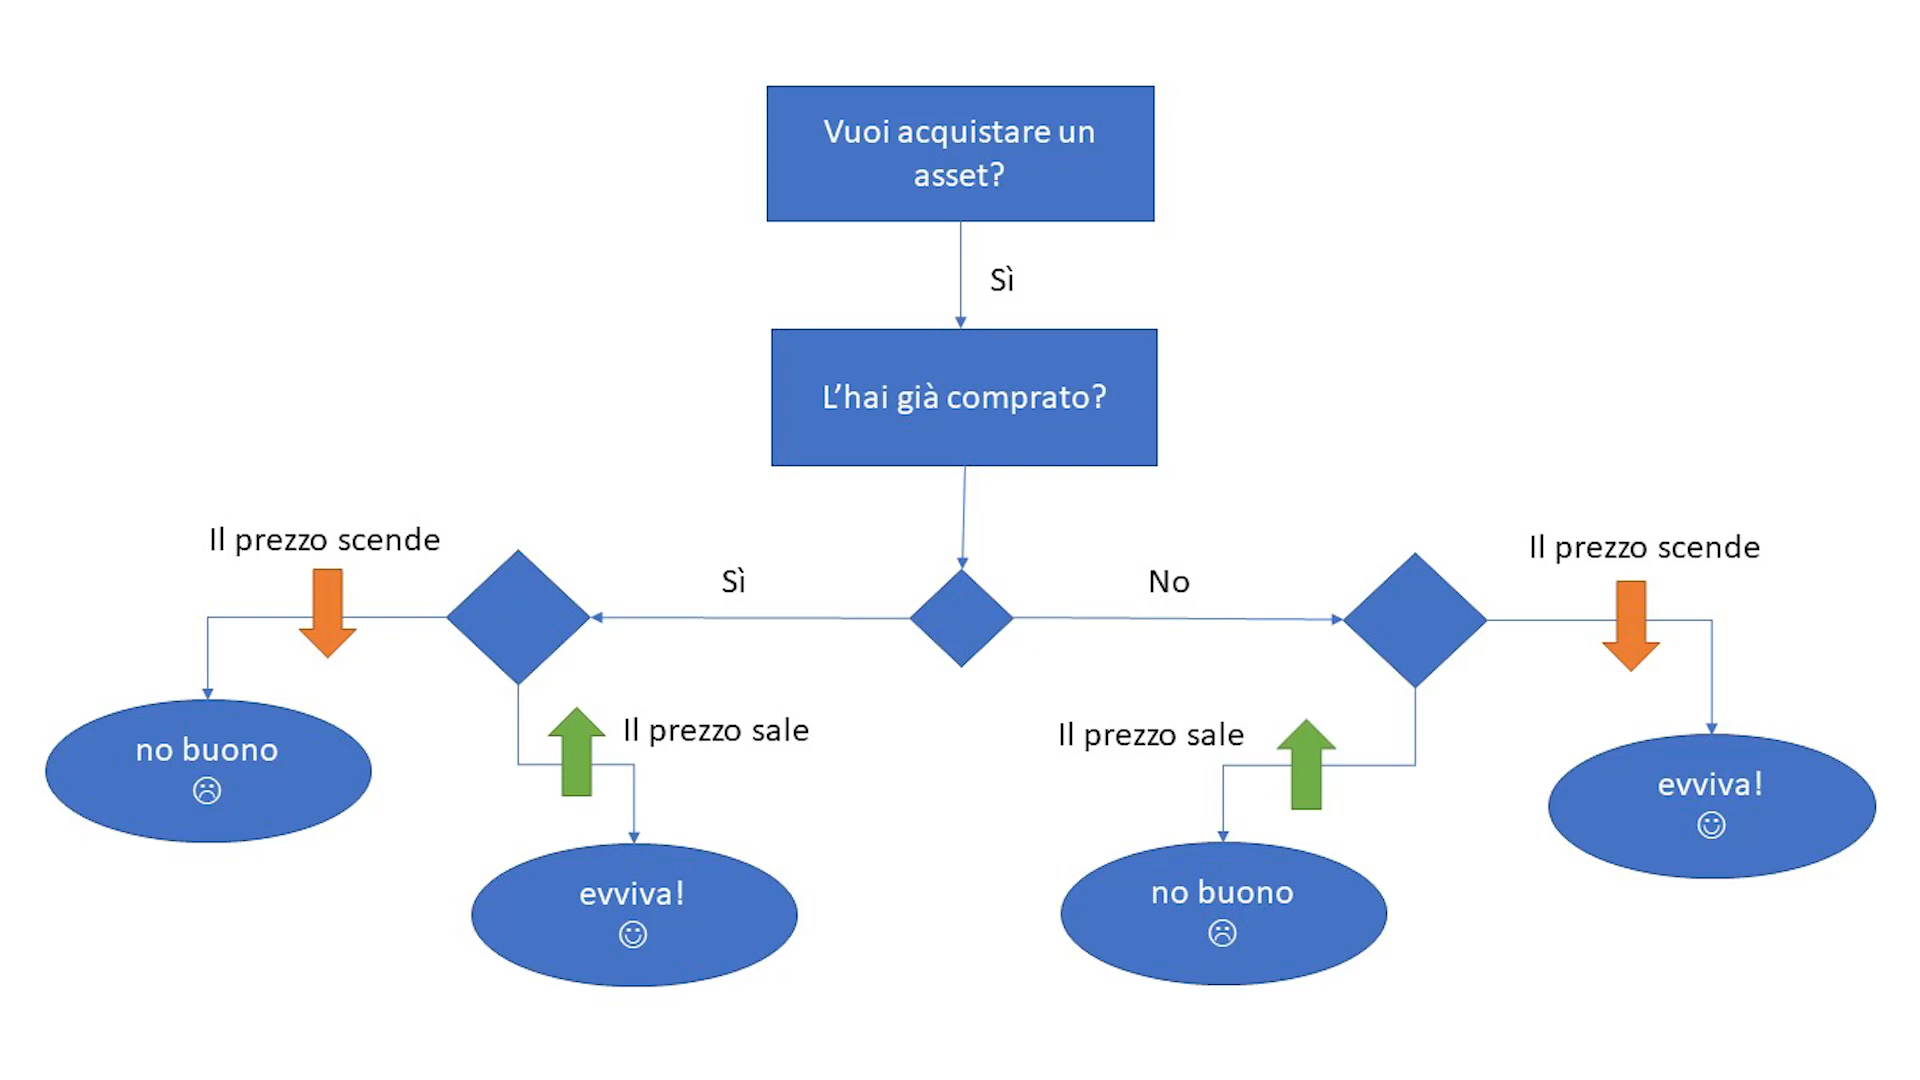 Vuoi acquistare un
asset?
Sì
L’hai già comprato?
Il prezzo scende
Sì
No
Il prezzo scende
Il prezzo sale
Il prezzo sale
no buono
evviva!
evviva!
no buono